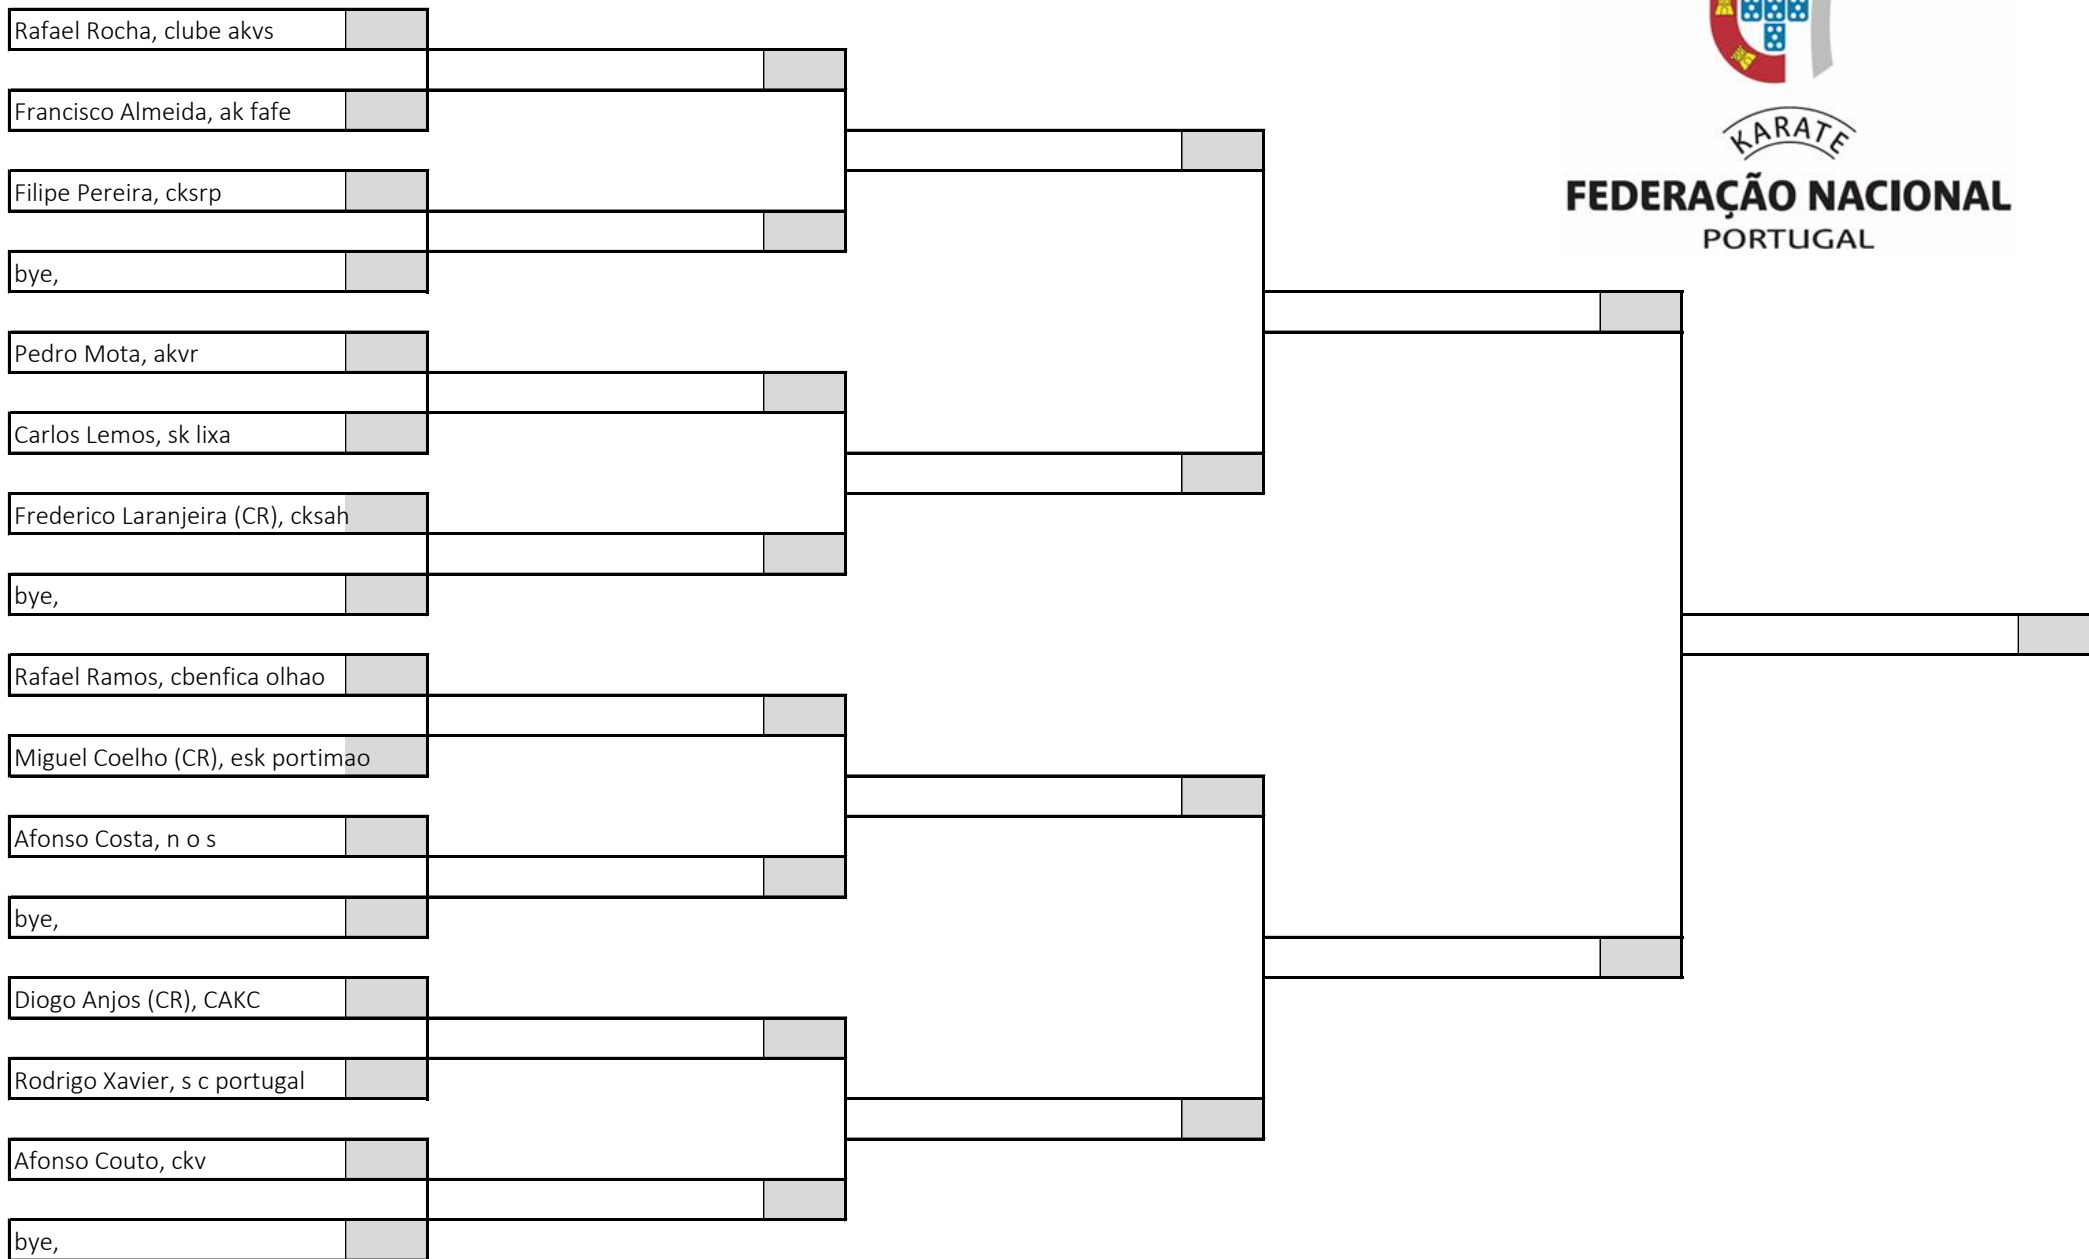 Rafael Rocha, clube akvs
Francisco Almeida, ak fafe
Filipe Pereira, cksrp
bye,
Pedro Mota, akvr
Carlos Lemos, sk lixa
Frederico Laranjeira (CR), cksah
bye,
Rafael Ramos, cbenfica olhao
Miguel Coelho (CR), esk portimao
Afonso Costa, n o s
bye,
Diogo Anjos (CR), CAKC
Rodrigo Xavier, s c portugal
Afonso Couto, ckv
bye,
KARATE
FEDERAÇÃO NACIONAL
PORTUGAL